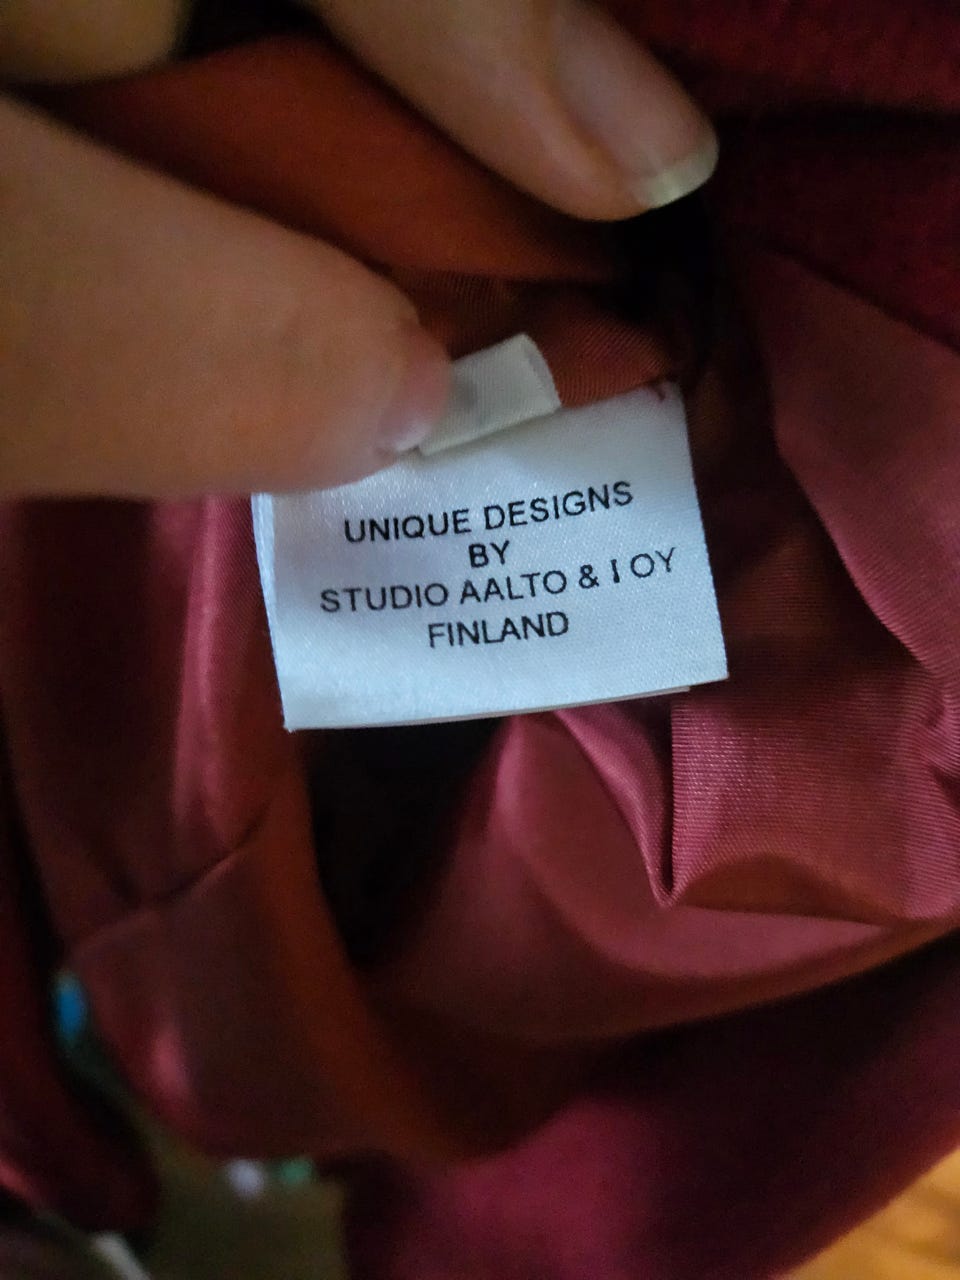 UNIQUE DESIGNS
BY
STUDIO AALTO & I OY
FINLAND